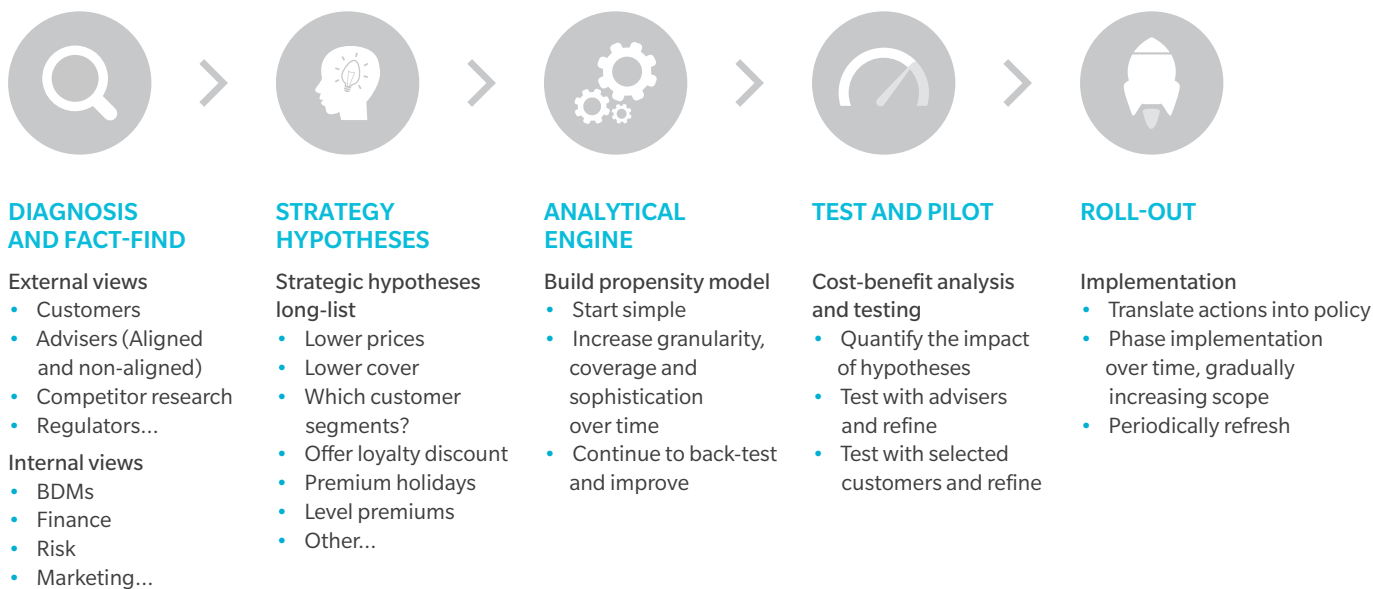 DIAGNOSIS
AND FACT-FIND
External views
• Customers
• Advisers (Aligned
and non-aligned)
• Competitor research
• Regulators...
Internal views
• BDMs
• Finance
• Risk
• Marketing...
STRATEGY
HYPOTHESES
Strategic hypotheses
long-list
• Lower prices
• Lower cover
• Which customer
segments?
• Offer loyalty discount
• Premium holidays
• Level premiums
• Other...
ANALYTICAL
ENGINE
Build propensity model
• Start simple
• Increase granularity,
coverage and
sophistication
over time
• Continue to back-test
and improve
TEST AND PILOT
Cost-benefit analysis
and testing
• Quantify the impact
of hypotheses
• Test with advisers
and refine
• Test with selected
customers and refine
ROLL-OUT
Implementation
• Translate actions into policy
• Phase implementation
over time, gradually
increasing scope
• Periodically refresh